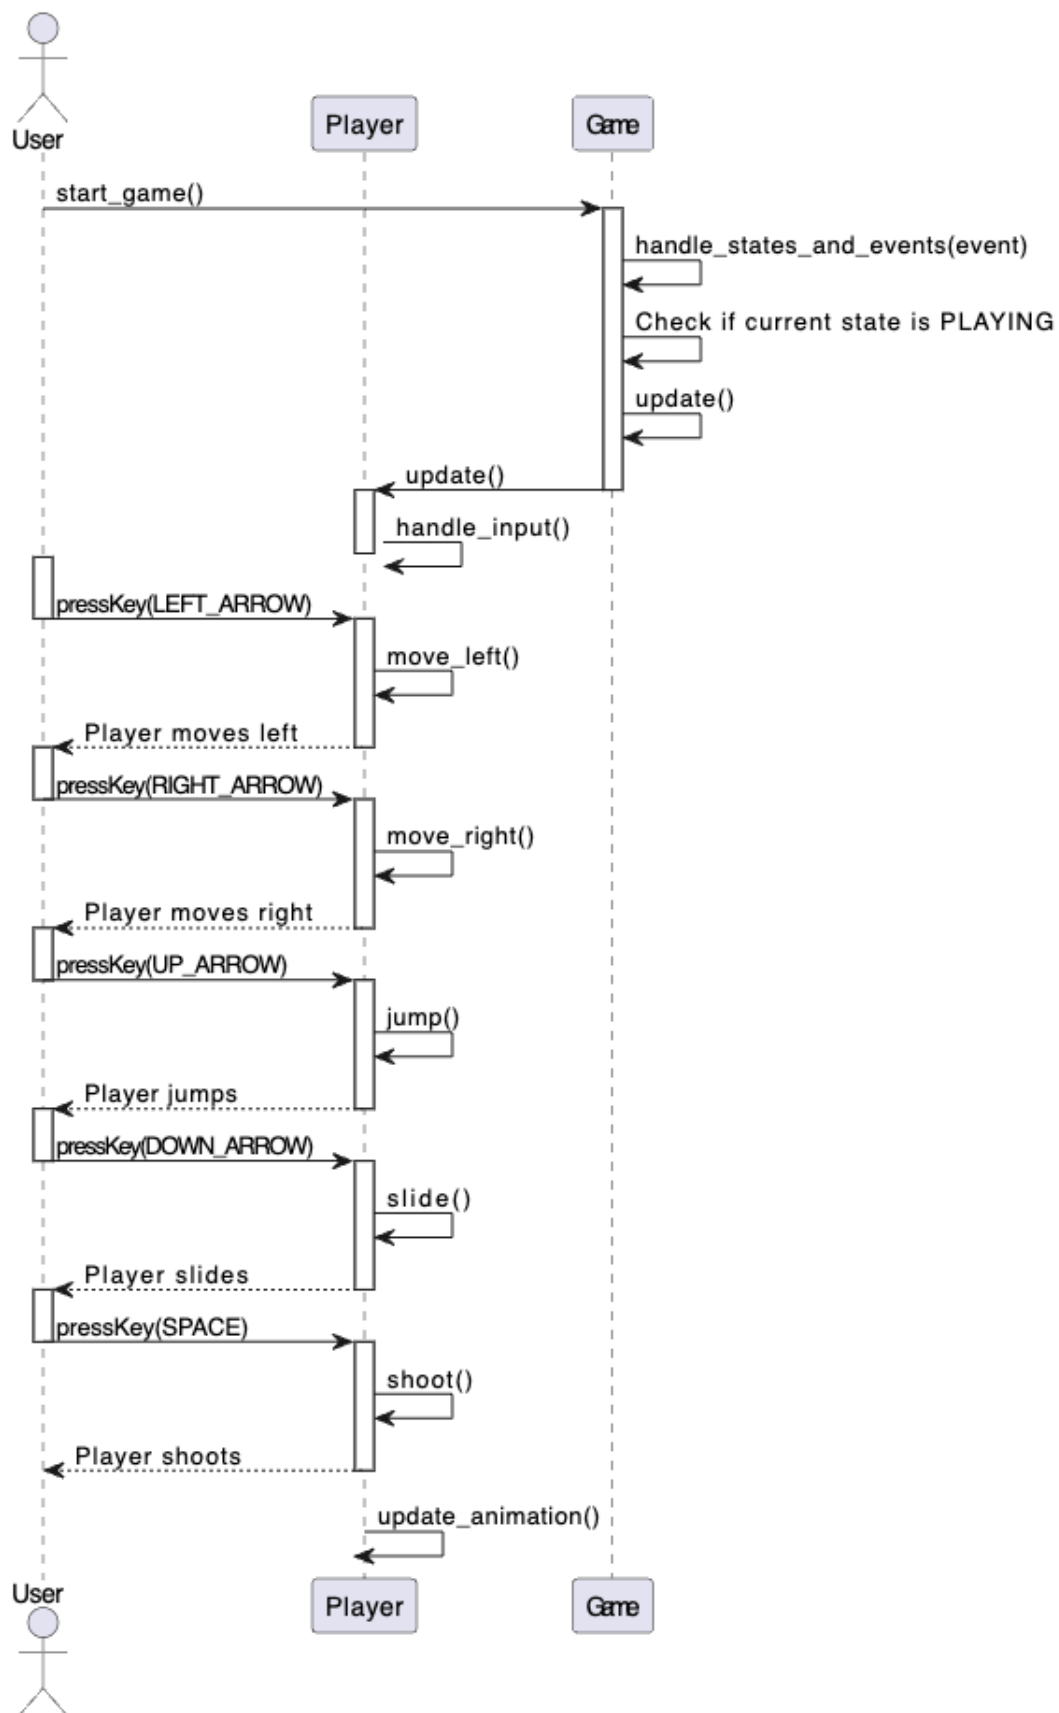 User
Player
Game
start_game()
handle_states_and_events(event)
Check if current state is PLAYING
update()
update()
handle_input()
pressKey(LEFT_ARROW)
move_left()
Player moves left
pressKey(RIGHT_ARROW)
move_right()
Player moves right
pressKey(UP_ARROW)
jump()
Player jumps
pressKey(DOWN_ARROW)
slide()
Player slides
pressKey(SPACE)
shoot()
Player shoots
update_animation()
User
Player
Game